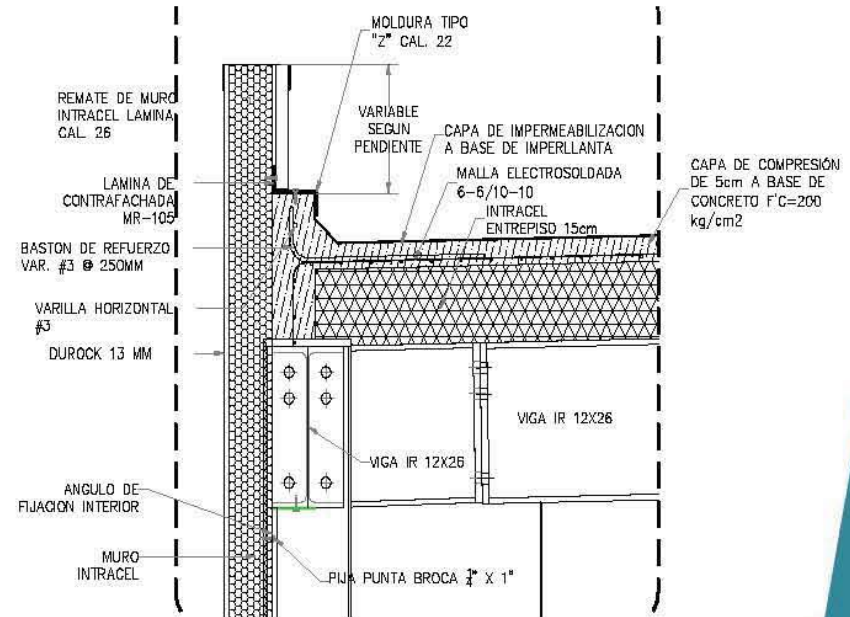 MOLDURA TIPO
"Z" CAL. 22
REMATE DE MURO
INTRACEL LAMINA
CAL. 26
VARIABLE
SEGUN
PENDIENTE
CAPA DE IMPERMEABILIZACION
A BASE DE IMPERLLANTA
MALLA ELECTROSOLDADA
6-6/10-10
INTRACEL
ENTREPISO 15cm
CAPA DE COMPRESIÓN
DE 5cm A BASE DE
CONCRETO F'C=200
kg/cm2
LAMINA DE
CONTRAFACHADA
MR-105
BASTON DE REFUERZO
VAR. #3 @ 250MM
VARILLA HORIZONTAL
#3
DUROCK 13 MM
VIGA IR 12X26
VIGA IR 12X26
ANGULO DE
FIJACION INTERIOR
MURO
INTRACEL
PIJA PUNTA BROCA 1/4" X 1"